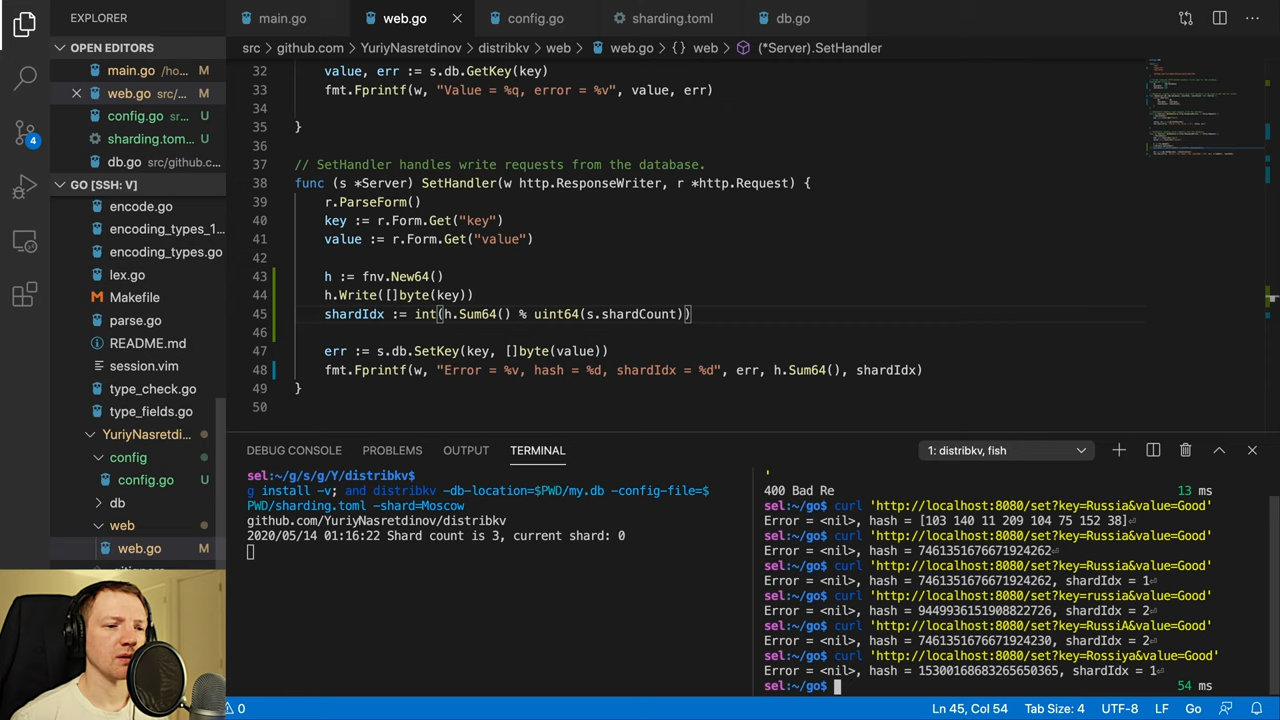 EXPLORER
main.go
web.go
config.go
sharding.toml
db.go
OPEN EDITORS
src › github.com › YuriyNasretdinov › distribkv › web › web.go › {} web › (*Server).SetHandler
main.go /ho... M
web.go src/... M
config.go st... U
sharding.tom... U
db.go src/github.c...
GO [SSH: V]
encode.go
encoding_types_1...
encoding_types.go
lex.go
Makefile
parse.go
README.md
session.vim
type_check.go
type_fields.go
YuriyNasretdi...
config
config.go U
db
web
web.go M
32 value, err := s.db.GetKey(key)
33 fmt.Fprintf(w, "Value = %q, error = %v", value, err)
34
35 }
36
37 // SetHandler handles write requests from the database.
38 func (s *Server) SetHandler(w http.ResponseWriter, r *http.Request) {
39 r.ParseForm()
40 key := r.Form.Get("key")
41 value := r.Form.Get("value")
42
43 h := fnv.New64()
44 h.Write([]byte(key))
45 shardIdx := int(h.Sum64() % uint64(s.shardCount))
46
47 err := s.db.SetKey(key, []byte(value))
48 fmt.Fprintf(w, "Error = %v, hash = %d, shardIdx = %d", err, h.Sum64(), shardIdx)
49 }
50
DEBUG CONSOLE PROBLEMS OUTPUT TERMINAL
1: distribkv, fish
sel:~/g/s/g/Y/distribkv$
g install -v; and distribkv -db-location=$PWD/my.db -config-file=$
PWD/sharding.toml -shard=Moscow
github.com/YuriyNasretdinov/distribkv
2020/05/14 01:16:22 Shard count is 3, current shard: 0
'
400 Bad Re 13 ms
sel:~/go$ curl 'http://localhost:8080/set?key=Russia&value=Good'
Error = <nil>, hash = [103 140 11 209 104 75 152 38]⏎
sel:~/go$ curl 'http://localhost:8080/set?key=Russia&value=Good'
Error = <nil>, hash = 7461351676671924262⏎
sel:~/go$ curl 'http://localhost:8080/set?key=Russia&value=Good'
Error = <nil>, hash = 7461351676671924262, shardIdx = 1⏎
sel:~/go$ curl 'http://localhost:8080/set?key=russia&value=Good'
Error = <nil>, hash = 9449936151908822726, shardIdx = 2⏎
sel:~/go$ curl 'http://localhost:8080/set?key=RussiA&value=Good'
Error = <nil>, hash = 7461351676671924230, shardIdx = 2⏎
sel:~/go$ curl 'http://localhost:8080/set?key=Rossiya&value=Good'
Error = <nil>, hash = 15300168683265650365, shardIdx = 1⏎
sel:~/go$ 54 ms
4
0
Ln 45, Col 54 Tab Size: 4 UTF-8 LF Go